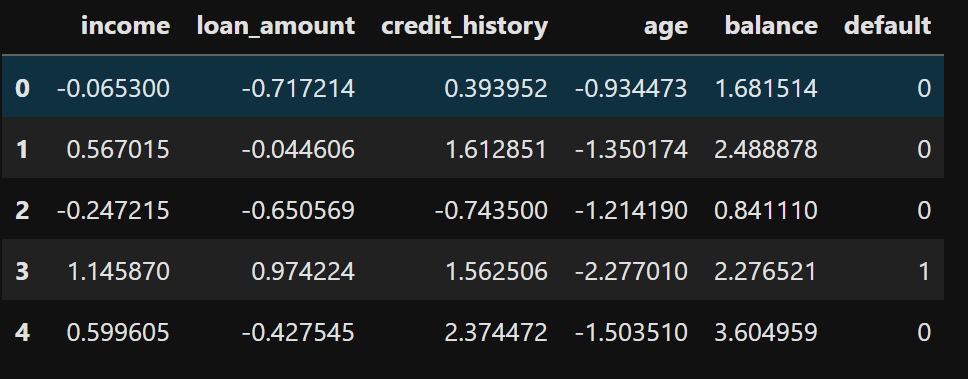 income loan_amount credit_history age balance default
0 -0.065300 -0.717214 0.393952 -0.934473 1.681514 0
1 0.567015 -0.044606 1.612851 -1.350174 2.488878 0
2 -0.247215 -0.650569 -0.743500 -1.214190 0.841110 0
3 1.145870 0.974224 1.562506 -2.277010 2.276521 1
4 0.599605 -0.427545 2.374472 -1.503510 3.604959 0